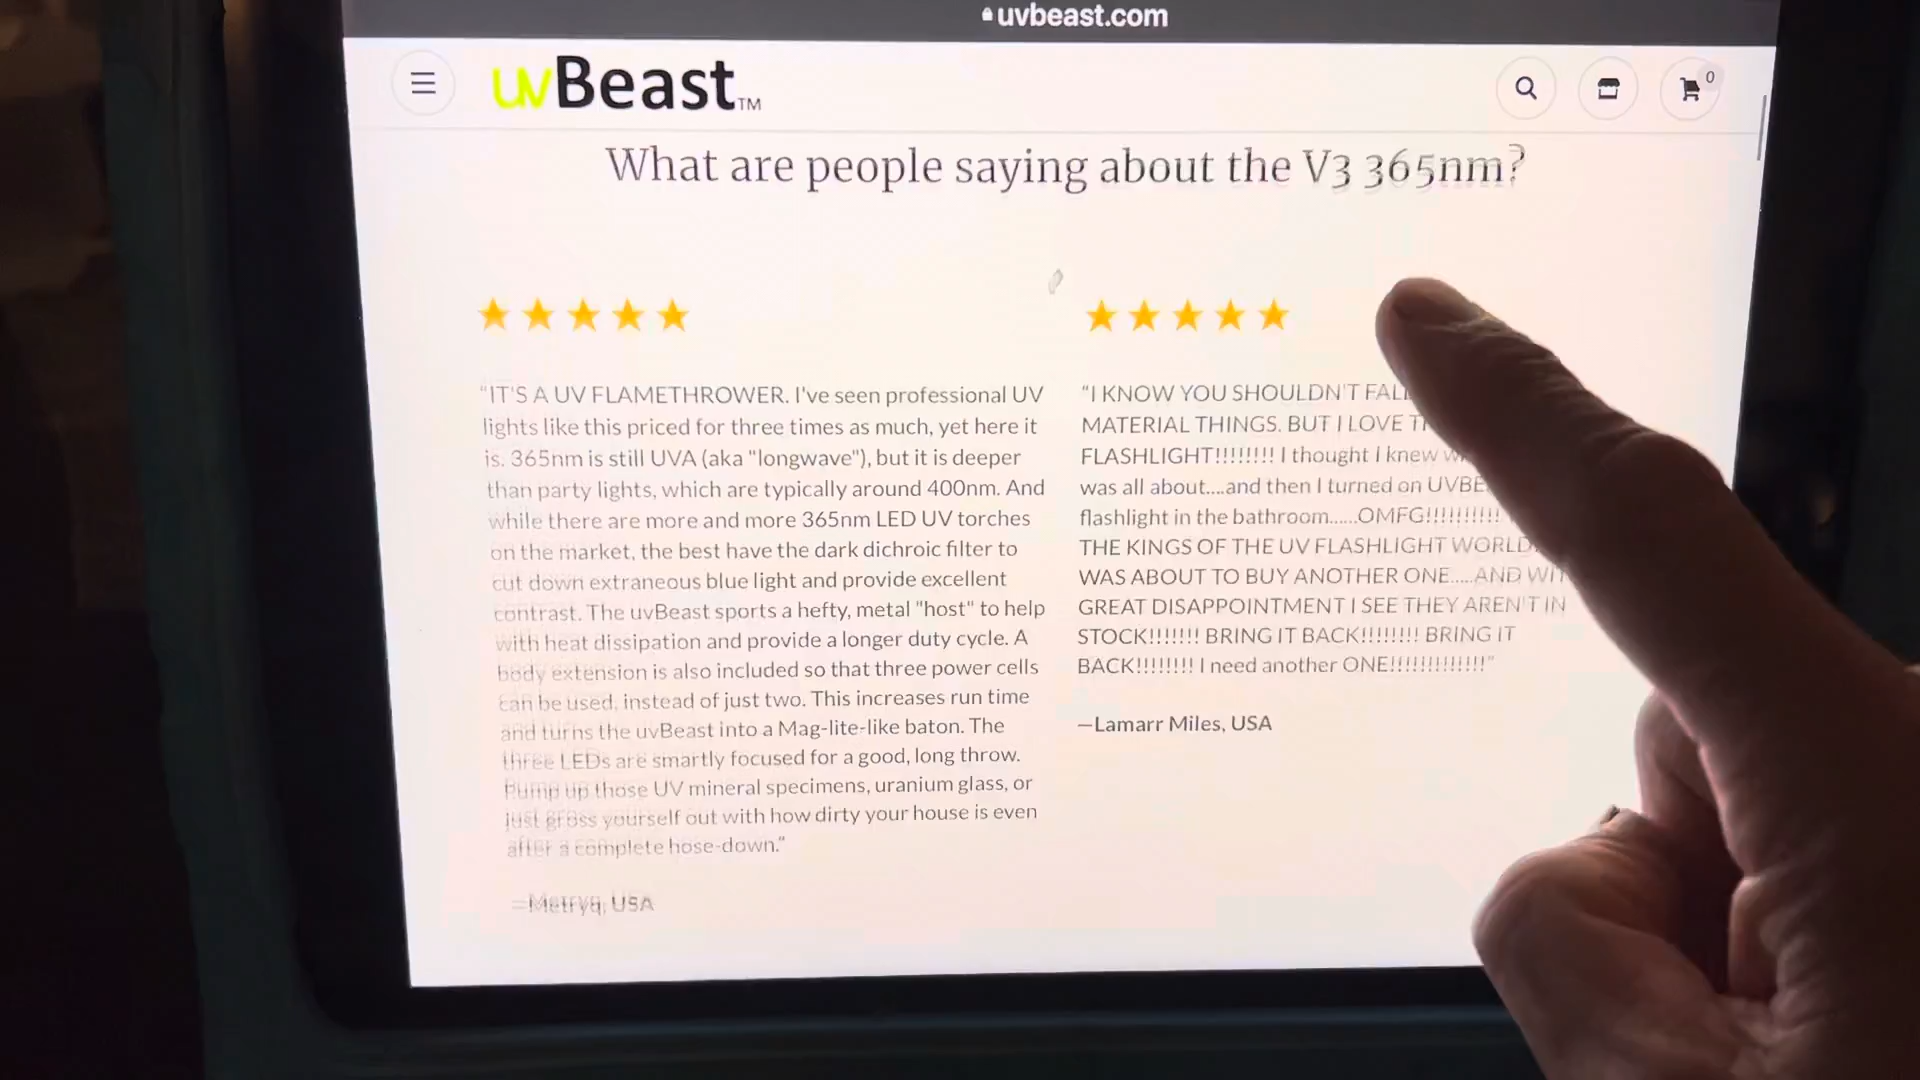 uvbeast.com
uvBeast™
0
What are people saying about the V3 365nm?
"IT'S A UV FLAMETHROWER. I've seen professional UV
lights like this priced for three times as much, yet here it
is. 365nm is still UVA (aka "longwave"), but it is deeper
than party lights, which are typically around 400nm. And
while there are more and more 365nm LED UV torches
on the market, the best have the dark dichroic filter to
cut down extraneous blue light and provide excellent
contrast. The uvBeast sports a hefty, metal "host" to help
with heat dissipation and provide a longer duty cycle. A
body extension is also included so that three power cells
can be used, instead of just two. This increases run time
and turns the uvBeast into a Mag-lite-like baton. The
three LEDs are smartly focused for a good, long throw.
Pump up those UV mineral specimens, uranium glass, or
just gross yourself out with how dirty your house is even
after a complete hose-down."
—Metryq, USA
"I KNOW YOU SHOULDN'T FALL
MATERIAL THINGS. BUT I LOVE
FLASHLIGHT!!!!!!!! I thought I knew
was all about....and then I turned on
flashlight in the bathroom......OMFG!!!!!!!!!!
THE KINGS OF THE UV FLASHLIGHT WORLD
WAS ABOUT TO BUY ANOTHER ONE.....AND
GREAT DISAPPOINTMENT I SEE THEY AREN'T IN
STOCK!!!!!!! BRING IT BACK!!!!!!!! BRING IT
BACK!!!!!!!! I need another ONE!!!!!!!!!!!!!"
—Lamarr Miles, USA